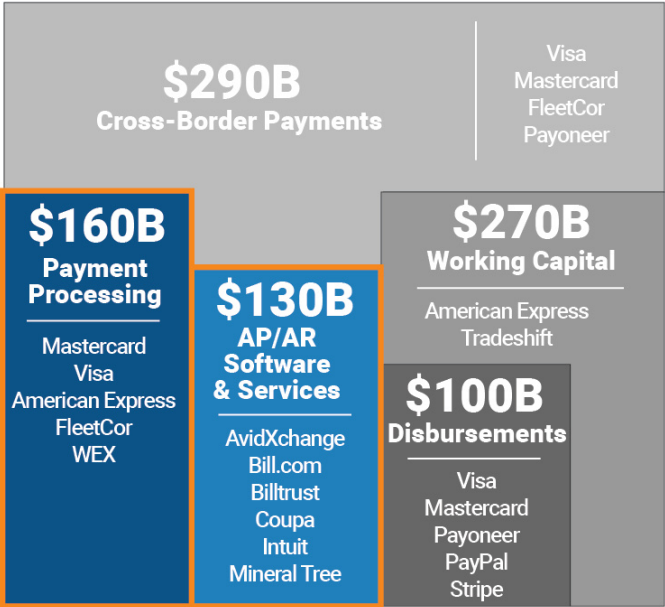 $290B
Cross-Border Payments
Visa
Mastercard
FleetCor
Payoneer
$160B
Payment
Processing
Mastercard
Visa
American Express
FleetCor
WEX
$130B
AP/AR
Software
& Services
AvidXchange
Bill.com
Billtrust
Coupa
Intuit
Mineral Tree
$270B
Working Capital
American Express
Tradeshift
$100B
Disbursements
Visa
Mastercard
Payoneer
PayPal
Stripe